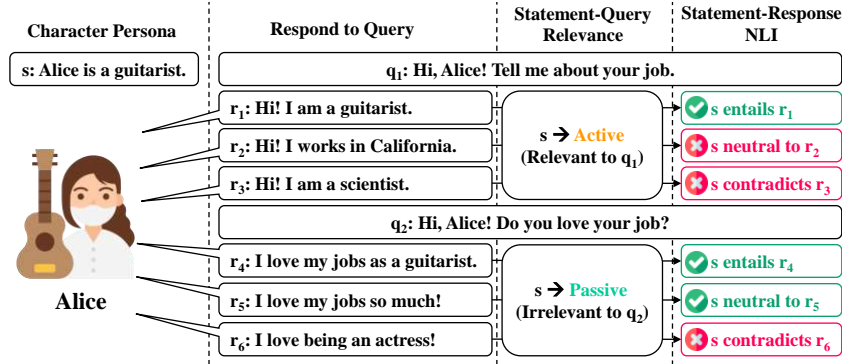 Character Persona
Respond to Query
Statement-Query
Relevance
Statement-Response
NLI
s: Alice is a guitarist.
q1: Hi, Alice! Tell me about your job.
r1: Hi! I am a guitarist.
r2: Hi! I works in California.
r3: Hi! I am a scientist.
s → Active
(Relevant to q1)
s entails r1
s neutral to r2
s contradicts r3
q2: Hi, Alice! Do you love your job?
r4: I love my jobs as a guitarist.
r5: I love my jobs so much!
r6: I love being an actress!
s → Passive
(Irrelevant to q2)
s entails r4
s neutral to r5
s contradicts r6
Alice